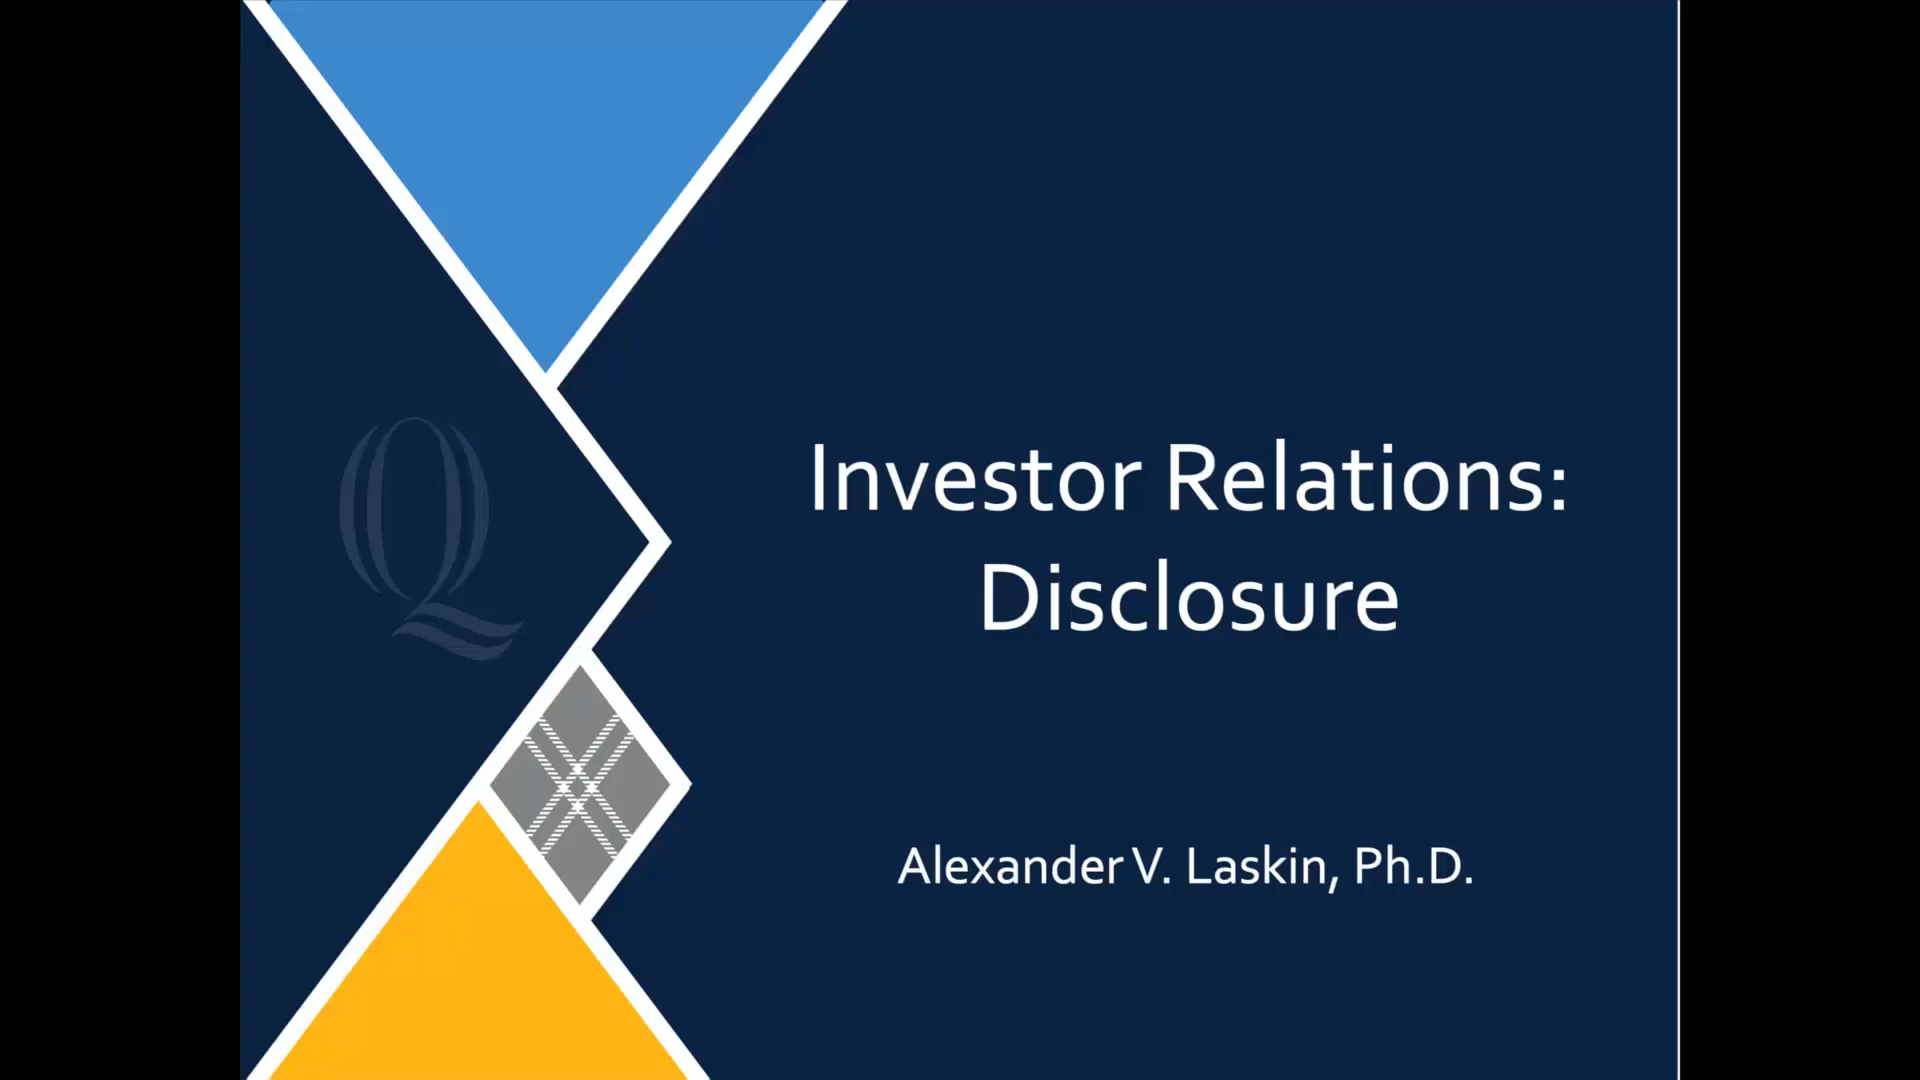 Q
Investor Relations:
Disclosure
Alexander V. Laskin, Ph.D.